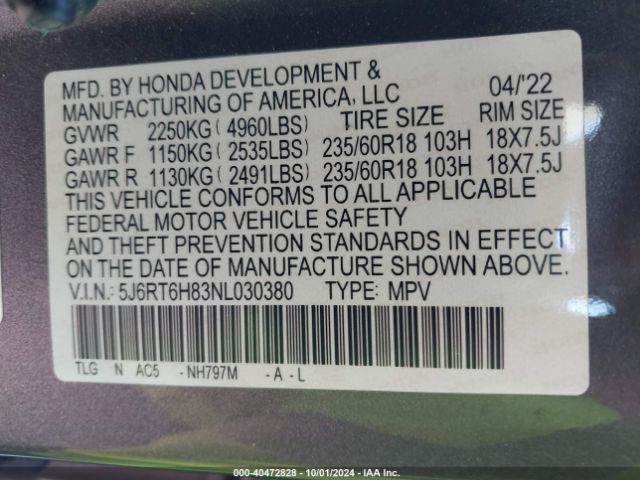 MFD. BY HONDA DEVELOPMENT &
MANUFACTURING OF AMERICA, LLC 04/'22
GVWR 2250KG ( 4960LBS) TIRE SIZE RIM SIZE
GAWR F 1150KG ( 2535LBS) 235/60R18 103H 18X7.5J
GAWR R 1130KG ( 2491LBS) 235/60R18 103H 18X7.5J
THIS VEHICLE CONFORMS TO ALL APPLICABLE
FEDERAL MOTOR VEHICLE SAFETY
AND THEFT PREVENTION STANDARDS IN EFFECT
ON THE DATE OF MANUFACTURE SHOWN ABOVE.
V.I.N.: 5J6RT6H83NL030380 TYPE: MPV
TLG N AC5 -NH797M -A-L
000-40472828 - 10/01/2024 - IAA Inc.